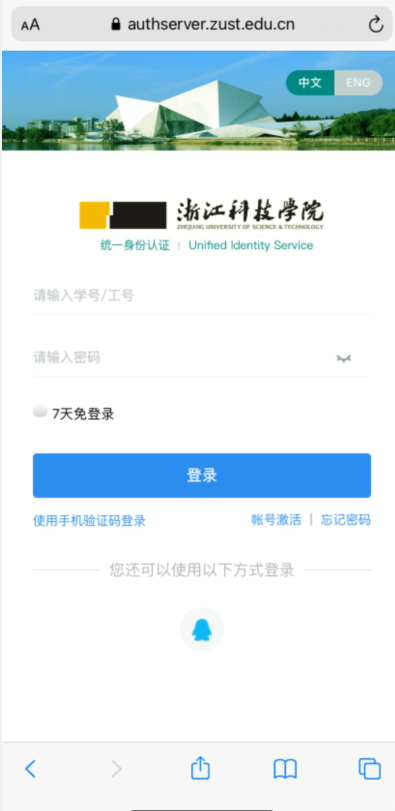 AA authserver.zust.edu.cn
中文 ENG
浙江科技学院
ZHEJIANG UNIVERSITY OF SCIENCE & TECHNOLOGY
统一身份认证 | Unified Identity Service
请输入学号/工号
请输入密码
7天免登录
登录
使用手机验证码登录 帐号激活 | 忘记密码
您还可以使用以下方式登录